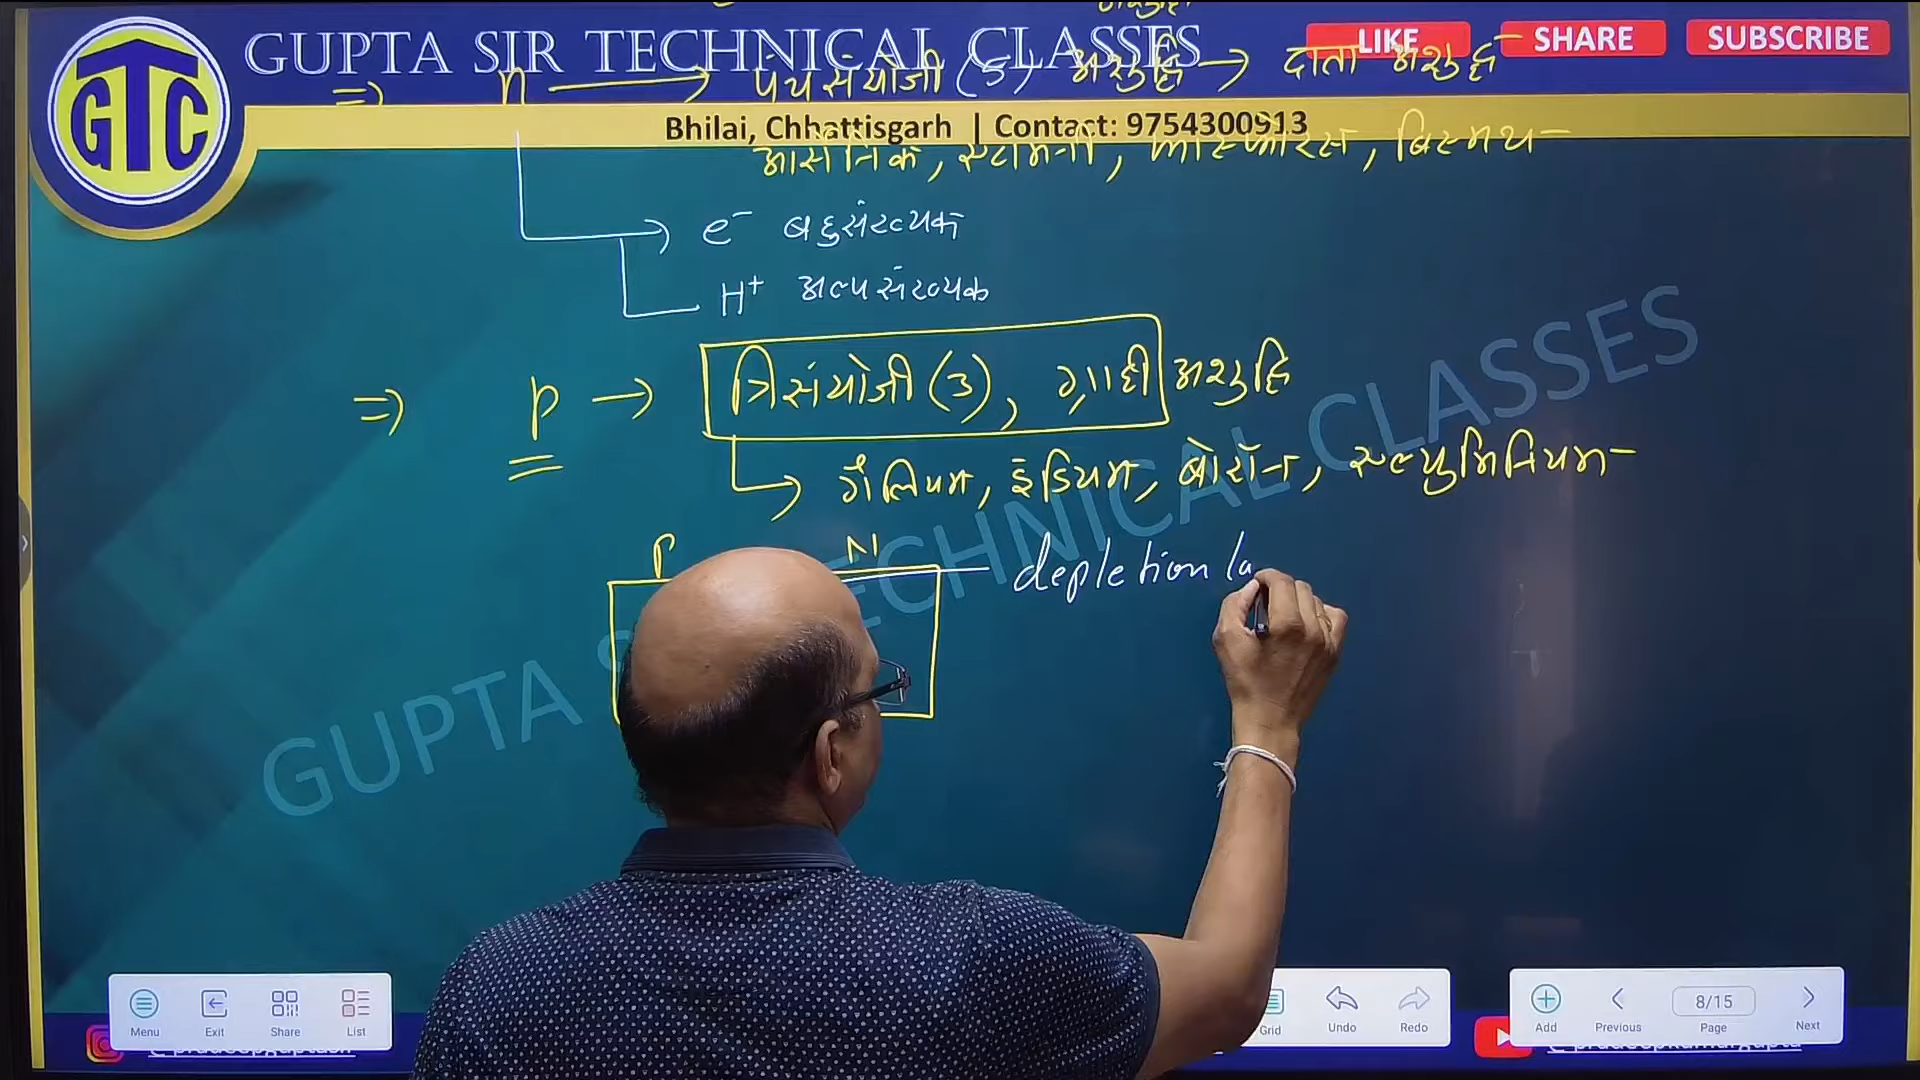 GUPTA SIR TECHNICAL CLASSES
LIKE
SHARE
SUBSCRIBE
GTC
=> n → पंचसंयोजी (5) अशुद्धि → दाता अशुद्धि
Bhilai, Chhattisgarh | Contact: 9754300913
आर्सेनिक, एन्टीमनी, फास्फोरस, बिस्मथ
e⁻ बहुसंख्यक
H⁺ अल्पसंख्यक
=> p → त्रिसंयोजी (3), ग्राही अशुद्धि
गैलियम, इंडियम, बोरॉन, एल्युमिनियम
P N depletion la
GUPTA S TECHNICAL CLASSES
Menu
Exit
Share
List
Grid
Undo
Redo
Add
Previous
8/15
Page
Next